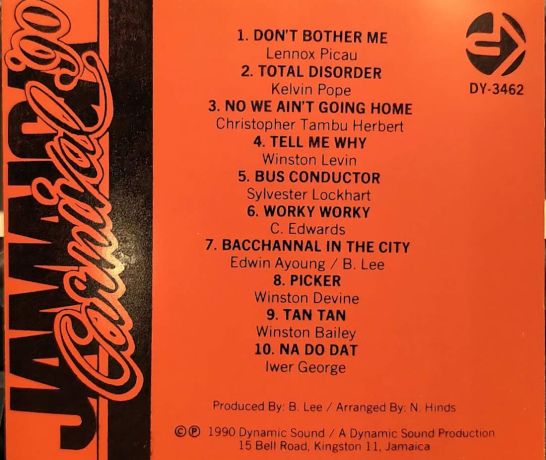 JAMAICA
Carnival '90
1. DON'T BOTHER ME
Lennox Picau
2. TOTAL DISORDER
Kelvin Pope
3. NO WE AIN'T GOING HOME
Christopher Tambu Herbert
4. TELL ME WHY
Winston Levin
5. BUS CONDUCTOR
Sylvester Lockhart
6. WORKY WORKY
C. Edwards
7. BACCHANNAL IN THE CITY
Edwin Ayoung / B. Lee
8. PICKER
Winston Devine
9. TAN TAN
Winston Bailey
10. NA DO DAT
Iwer George
DY-3462
Produced By: B. Lee / Arranged By: N. Hinds
©℗ 1990 Dynamic Sound / A Dynamic Sound Production
15 Bell Road, Kingston 11, Jamaica